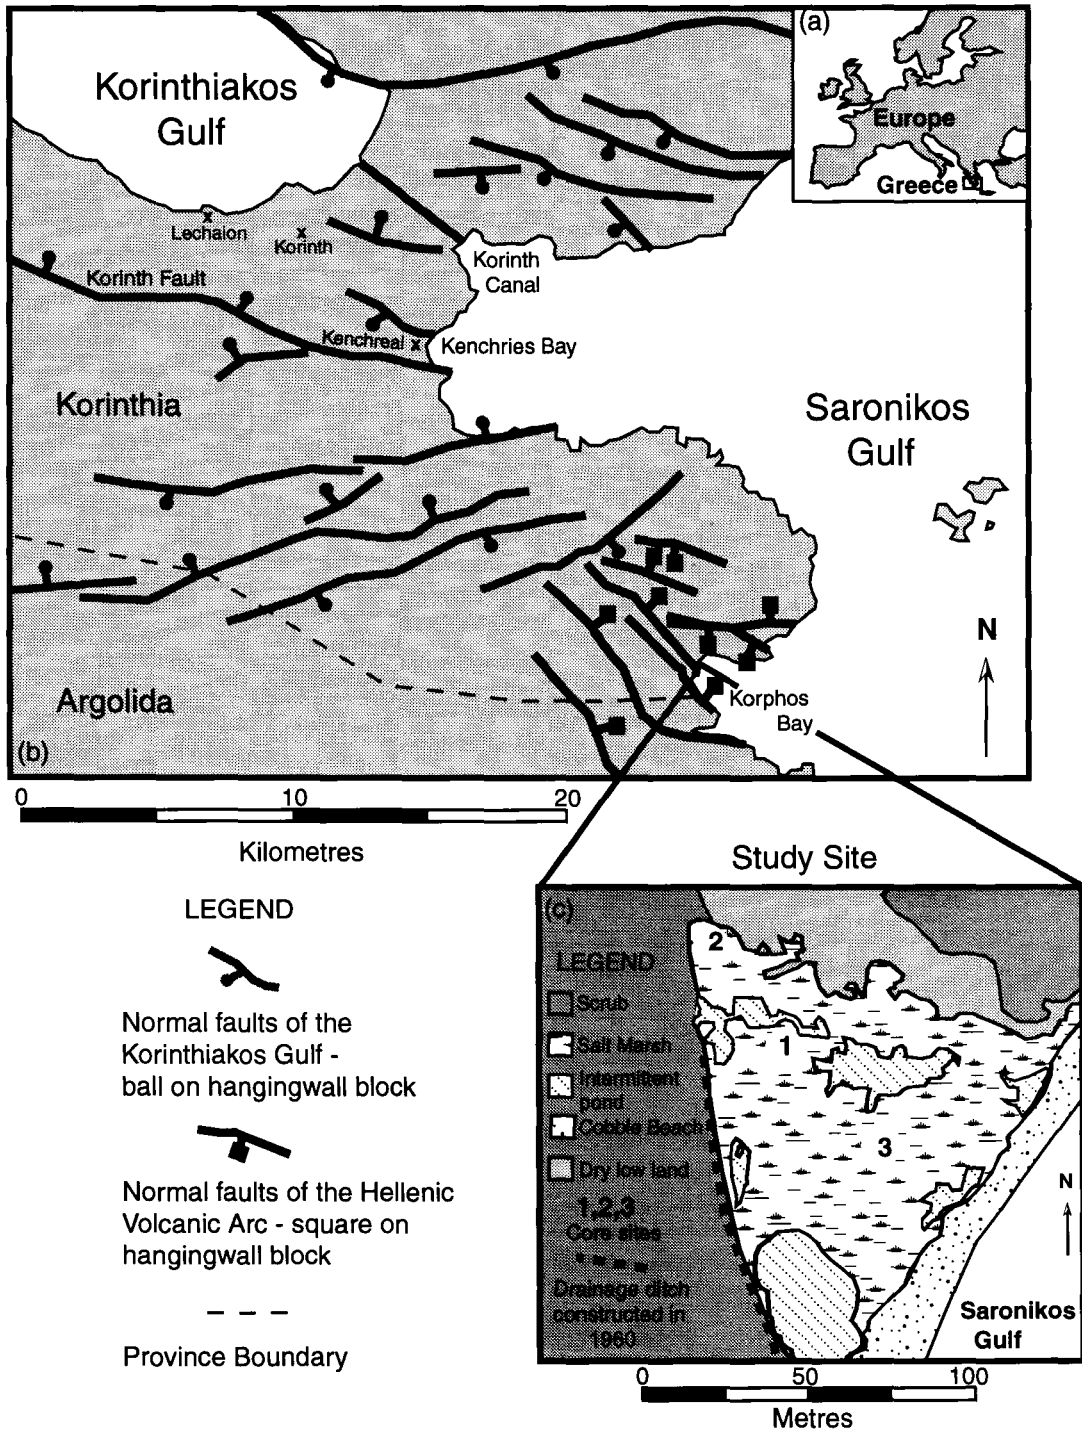 (a)
Korinthiakos
Gulf
Europe
Greece
Lechaion
Korinth
Korinth
Canal
Korinth Fault
Kenchreai
Kenchries Bay
Korinthia
Saronikos
Gulf
N
Argolida
Korphos
Bay
(b)
0 10 20
Kilometres
Study Site
LEGEND
Normal faults of the
Korinthiakos Gulf -
ball on hangingwall block
Normal faults of the Hellenic
Volcanic Arc - square on
hangingwall block
Province Boundary
(c)
2
LEGEND
Scrub
Salt Marsh
1
Intermittent
pond
Cobble Beach
3
Dry low land
N
1,2,3
Core sites
Drainage ditch
constructed in
1960
Saronikos
Gulf
0 50 100
Metres